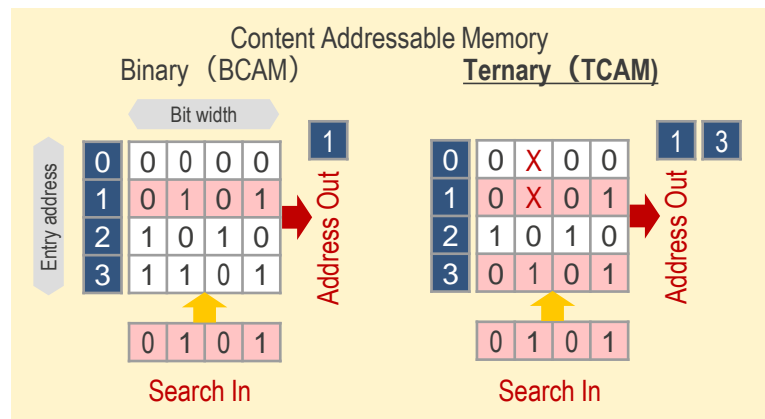 Content Addressable Memory
Binary（BCAM）
Bit width
Entry address
0 0 0 0 0
1 0 1 0 1
2 1 0 1 0
3 1 1 0 1
1
Address Out
0 1 0 1
Search In
Ternary（TCAM)
0 0 X 0 0
1 0 X 0 1
2 1 0 1 0
3 0 1 0 1
1 3
Address Out
0 1 0 1
Search In